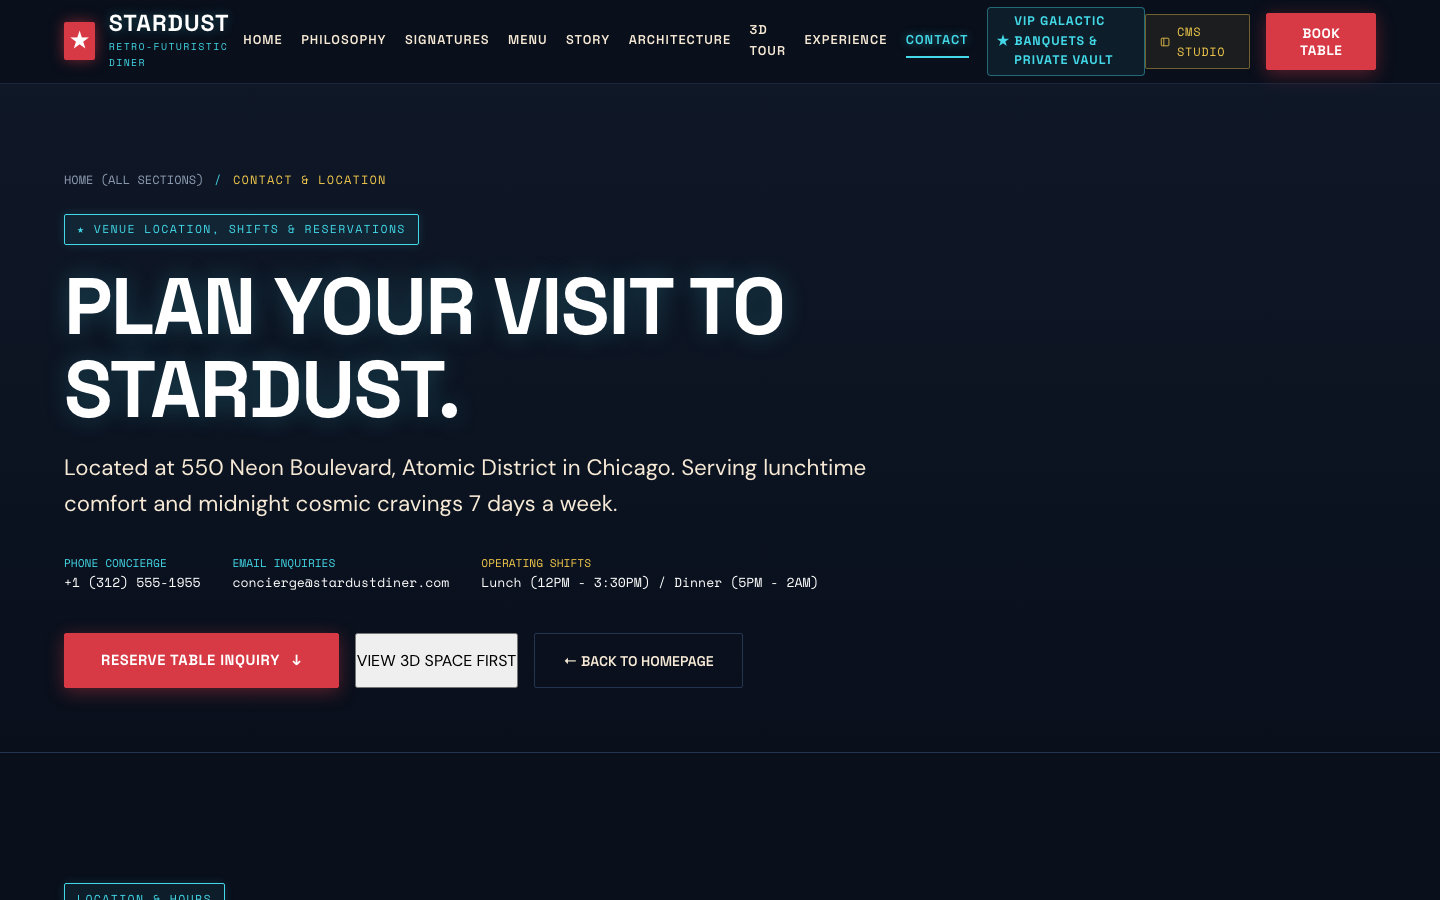 STARDUST
RETRO-FUTURISTIC
DINER
HOME
PHILOSOPHY
SIGNATURES
MENU
STORY
ARCHITECTURE
3D
TOUR
EXPERIENCE
CONTACT
★ VIP GALACTIC
BANQUETS &
PRIVATE VAULT
CMS
STUDIO
BOOK
TABLE
HOME (ALL SECTIONS) / CONTACT & LOCATION
★ VENUE LOCATION, SHIFTS & RESERVATIONS
PLAN YOUR VISIT TO
STARDUST.
Located at 550 Neon Boulevard, Atomic District in Chicago. Serving lunchtime
comfort and midnight cosmic cravings 7 days a week.
PHONE CONCIERGE
+1 (312) 555-1955
EMAIL INQUIRIES
concierge@stardustdiner.com
OPERATING SHIFTS
Lunch (12PM - 3:30PM) / Dinner (5PM - 2AM)
RESERVE TABLE INQUIRY ↓
VIEW 3D SPACE FIRST
← BACK TO HOMEPAGE
LOCATION & HOURS